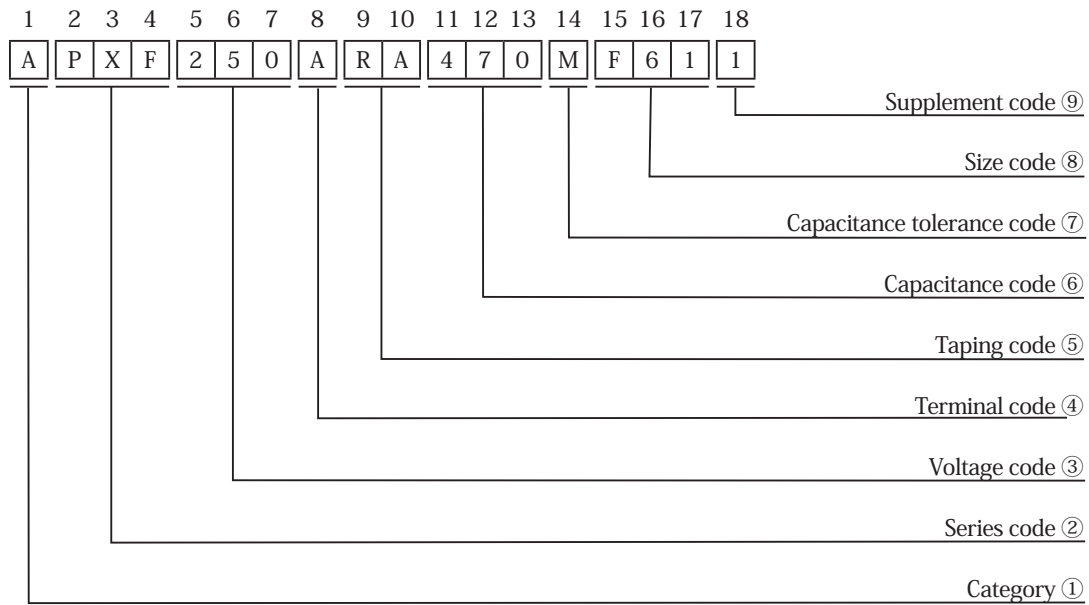 1 2 3 4 5 6 7 8 9 10 11 12 13 14 15 16 17 18
A P X F 2 5 0 A R A 4 7 0 M F 6 1 1
Supplement code ⑨
Size code ⑧
Capacitance tolerance code ⑦
Capacitance code ⑥
Taping code ⑤
Terminal code ④
Voltage code ③
Series code ②
Category ①